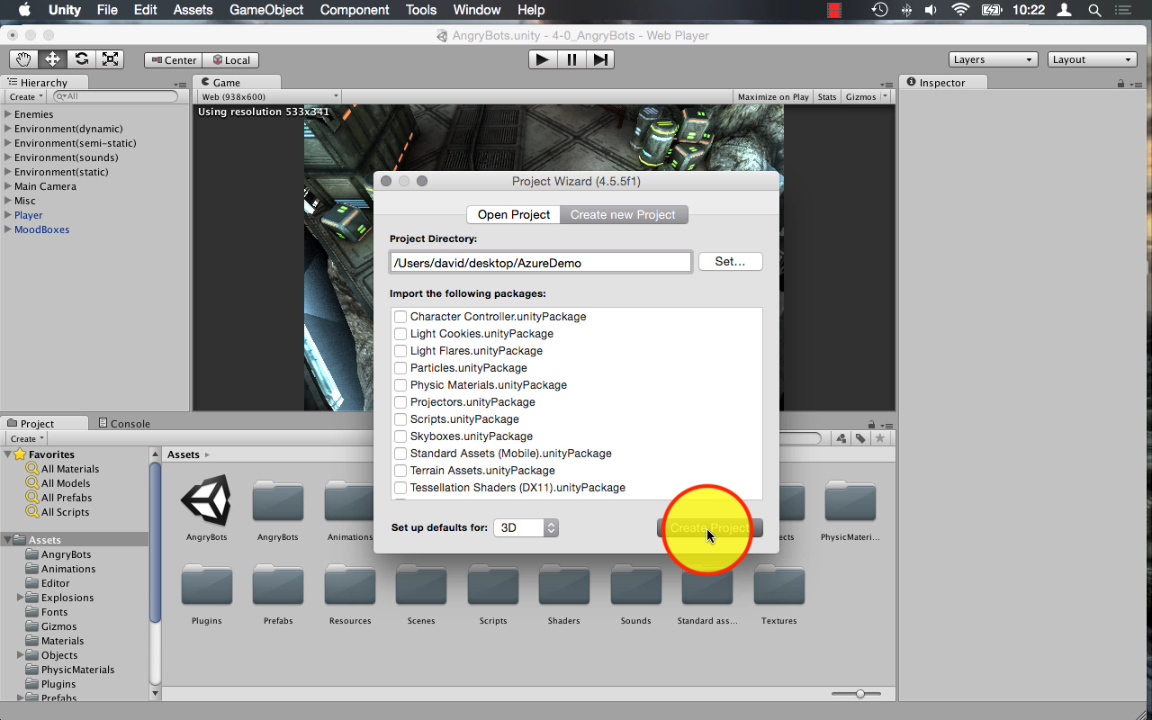 Unity File Edit Assets GameObject Component Tools Window Help 10:22
AngryBots.unity - 4-0_AngryBots - Web Player
Center Local Layers Layout
Hierarchy Game Inspector
Create All Web (938x600) Maximize on Play Stats Gizmos
Using resolution 533x341
Enemies
Environment(dynamic)
Environment(semi-static)
Environment(sounds)
Environment(static)
Main Camera
Misc
Player
MoodBoxes
Project Wizard (4.5.5f1)
Open Project Create new Project
Project Directory:
/Users/david/desktop/AzureDemo Set...
Import the following packages:
Character Controller.unityPackage
Light Cookies.unityPackage
Light Flares.unityPackage
Particles.unityPackage
Physic Materials.unityPackage
Projectors.unityPackage
Scripts.unityPackage
Skyboxes.unityPackage
Standard Assets (Mobile).unityPackage
Terrain Assets.unityPackage
Tessellation Shaders (DX11).unityPackage
Set up defaults for: 3D Create Project
Project Console
Create
Favorites
All Materials
All Models
All Prefabs
All Scripts
Assets
AngryBots
Animations
Editor
Explosions
Fonts
Gizmos
Materials
Objects
PhysicMaterials
Plugins
Prefabs
Assets
AngryBots AngryBots Animations ects PhysicMateri...
Plugins Prefabs Resources Scenes Scripts Shaders Sounds Standard ass... Textures